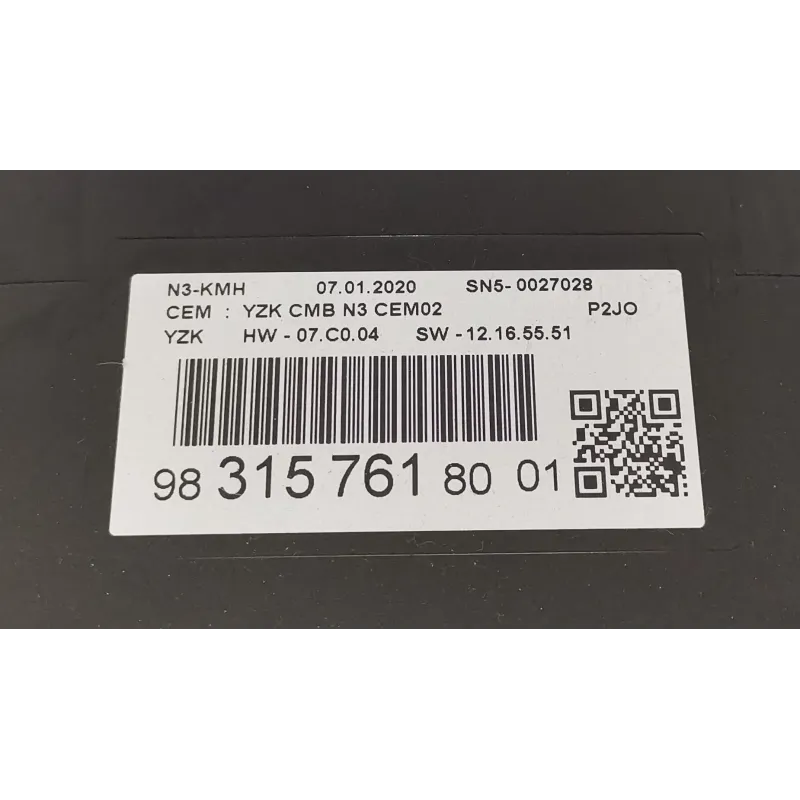 N3-KMH 07.01.2020 SN5- 0027028
CEM : YZK CMB N3 CEM02 P2JO
YZK HW - 07.C0.04 SW - 12.16.55.51
98 315 761 80 01